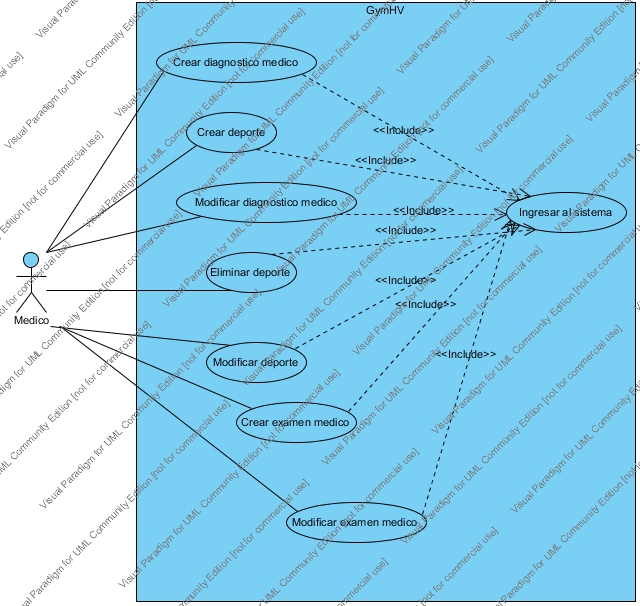 GymHV
Crear diagnostico medico
<<Include>>
Crear deporte
<<Include>>
Modificar diagnostico medico
<<Include>>
Ingresar al sistema
<<Include>>
Eliminar deporte
<<Include>>
<<Include>>
Medico
<<Include>>
Modificar deporte
Crear examen medico
Modificar examen medico
Visual Paradigm for UML Community Edition [not for commercial use]